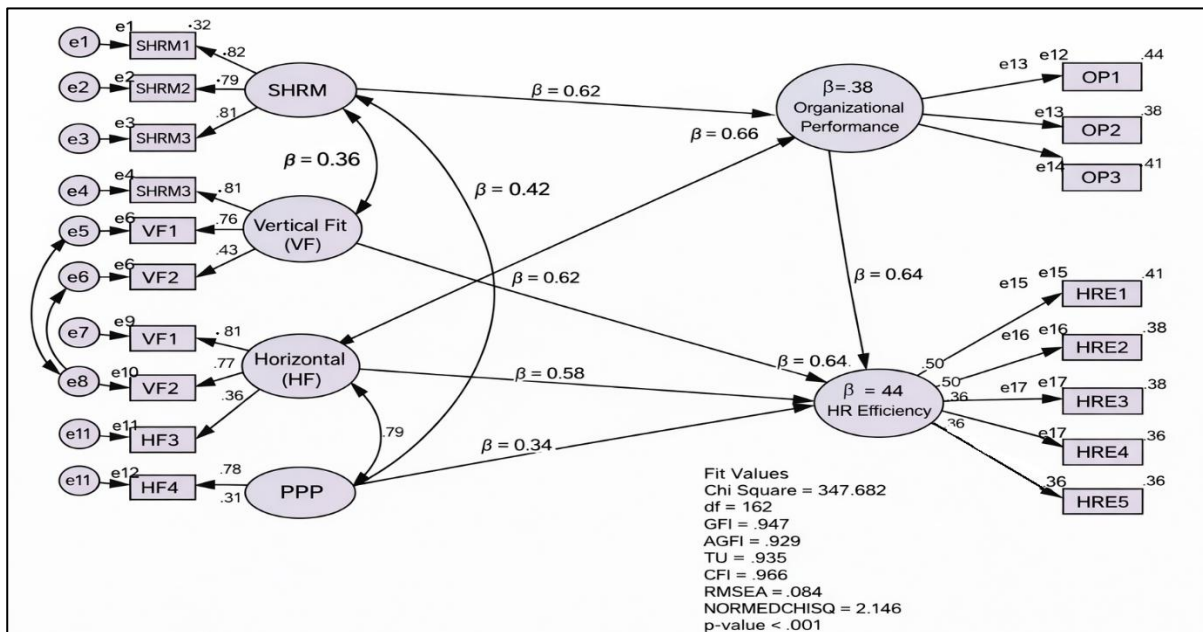 e1
e1
SHRM1
.32
.82
e2
e2
SHRM2
.79
e3
e3
SHRM3
.81
SHRM
e4
e4
SHRM3
.81
e5
e6
VF1
.76
e6
e6
VF2
.43
Vertical Fit
(VF)
e7
e9
VF1
.81
e8
e10
VF2
.77
e11
e11
HF3
.36
Horizontal
(HF)
e11
e12
HF4
.78
.31
PPP
.79
β = 0.36
β = 0.42
β = 0.62
β = 0.66
β = 0.62
β = 0.58
β = 0.34
β = 0.64
β = 0.64.
β=.38
Organizational
Performance
e13
e12
.44
OP1
e13
.38
OP2
e14
.41
OP3
β = 44
HR Efficiency
e15
e15
.41
HRE1
.50
e16
e16
.38
HRE2
.50
e17
e17
.38
HRE3
.36
e17
.36
HRE4
.36
.36
.36
HRE5
Fit Values
Chi Square = 347.682
df = 162
GFI = .947
AGFI = .929
TU = .935
CFI = .966
RMSEA = .084
NORMEDCHISQ = 2.146
p-value < .001